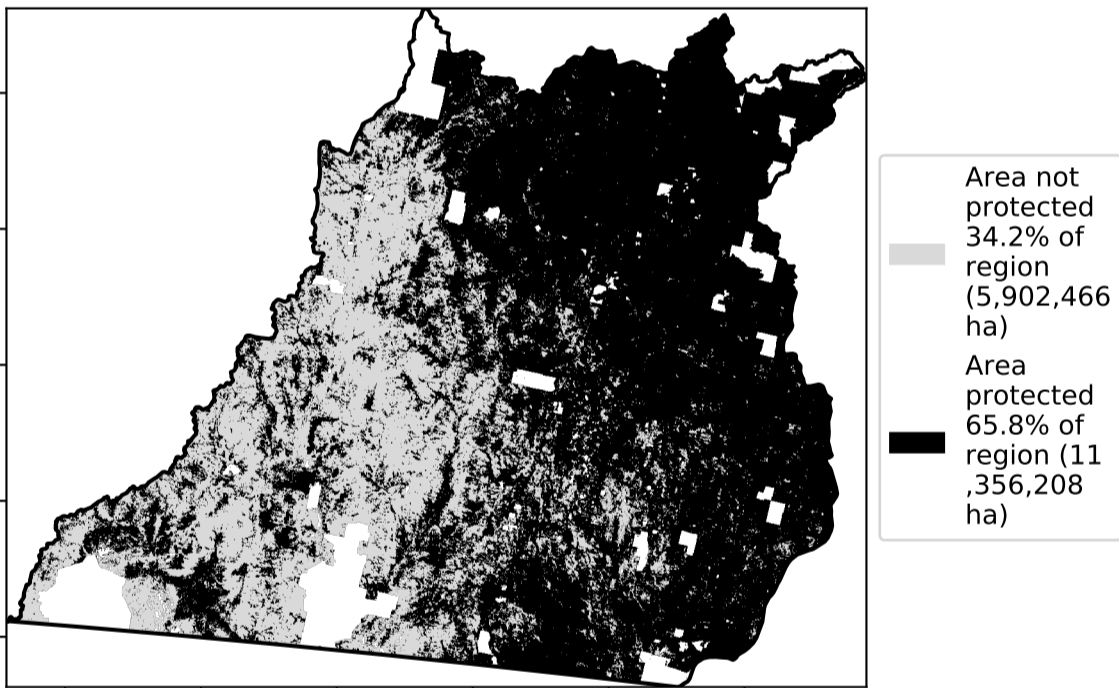 Area not
protected
34.2% of
region
(5,902,466
ha)
Area
protected
65.8% of
region (11
,356,208
ha)